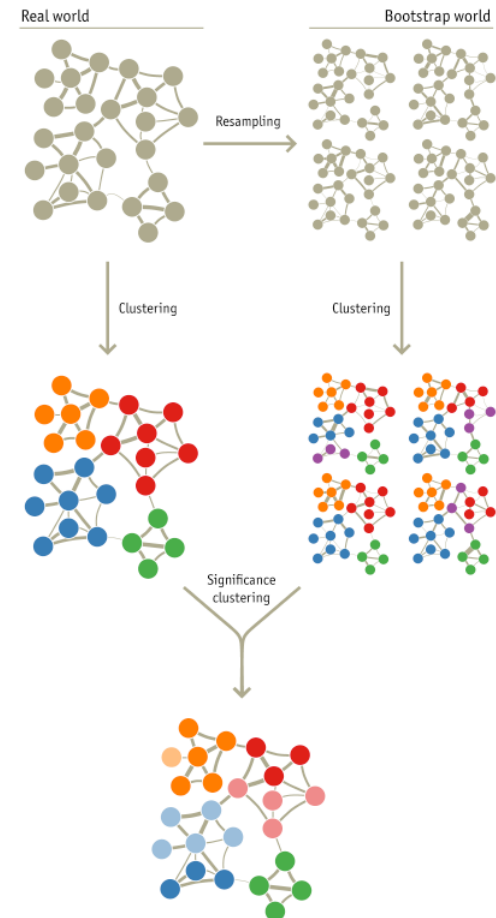 Real world
Bootstrap world
Resampling
Clustering
Clustering
Significance
clustering